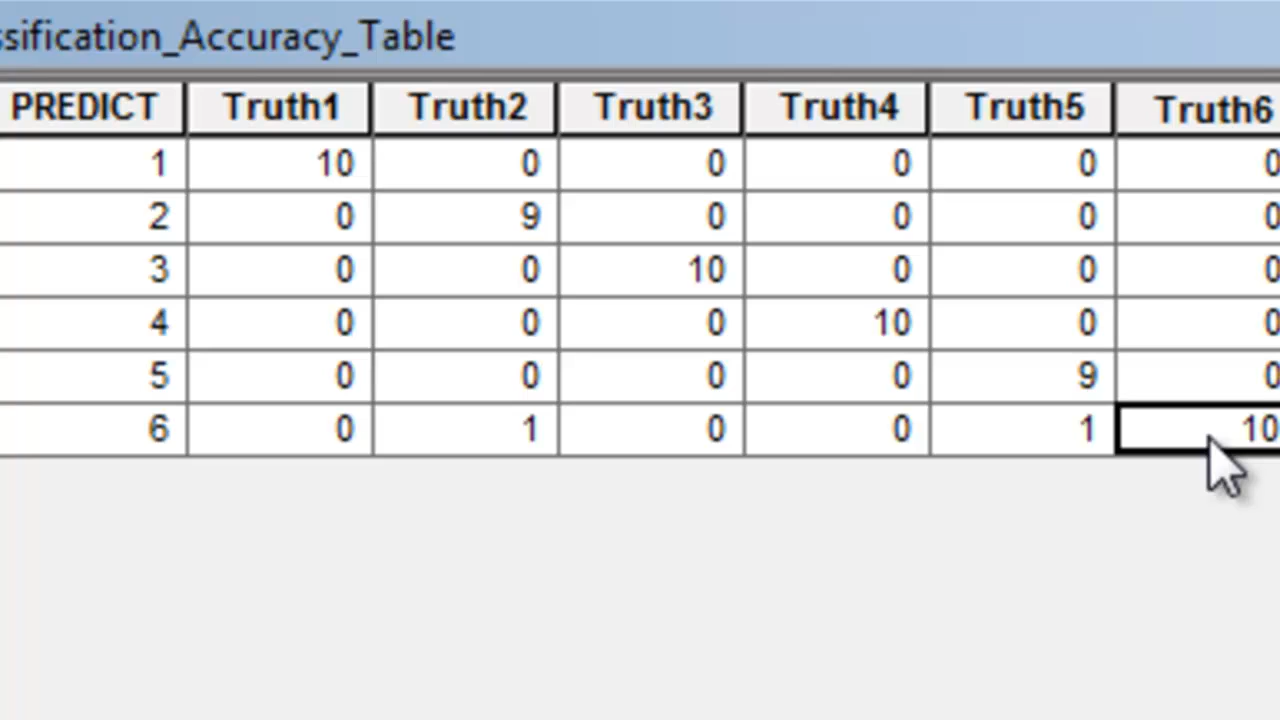 ssification_Accuracy_Table
PREDICT Truth1 Truth2 Truth3 Truth4 Truth5 Truth6
1 10 0 0 0 0 0
2 0 9 0 0 0 0
3 0 0 10 0 0 0
4 0 0 0 10 0 0
5 0 0 0 0 9 0
6 0 1 0 0 1 10